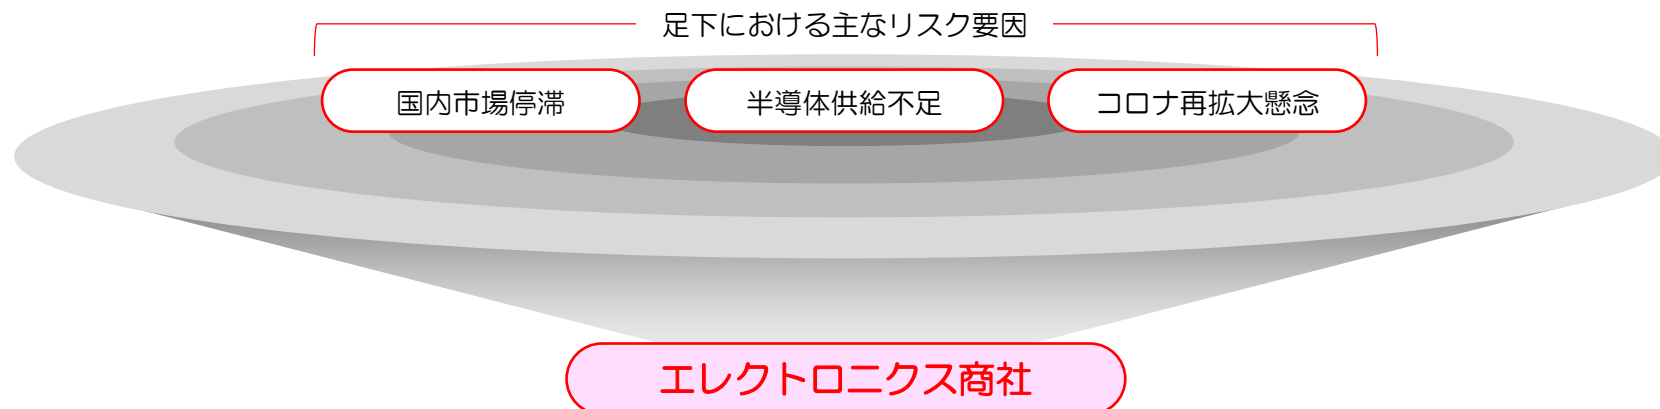 足下における主なリスク要因
国内市場停滞
半導体供給不足
コロナ再拡大懸念
エレクトロニクス商社